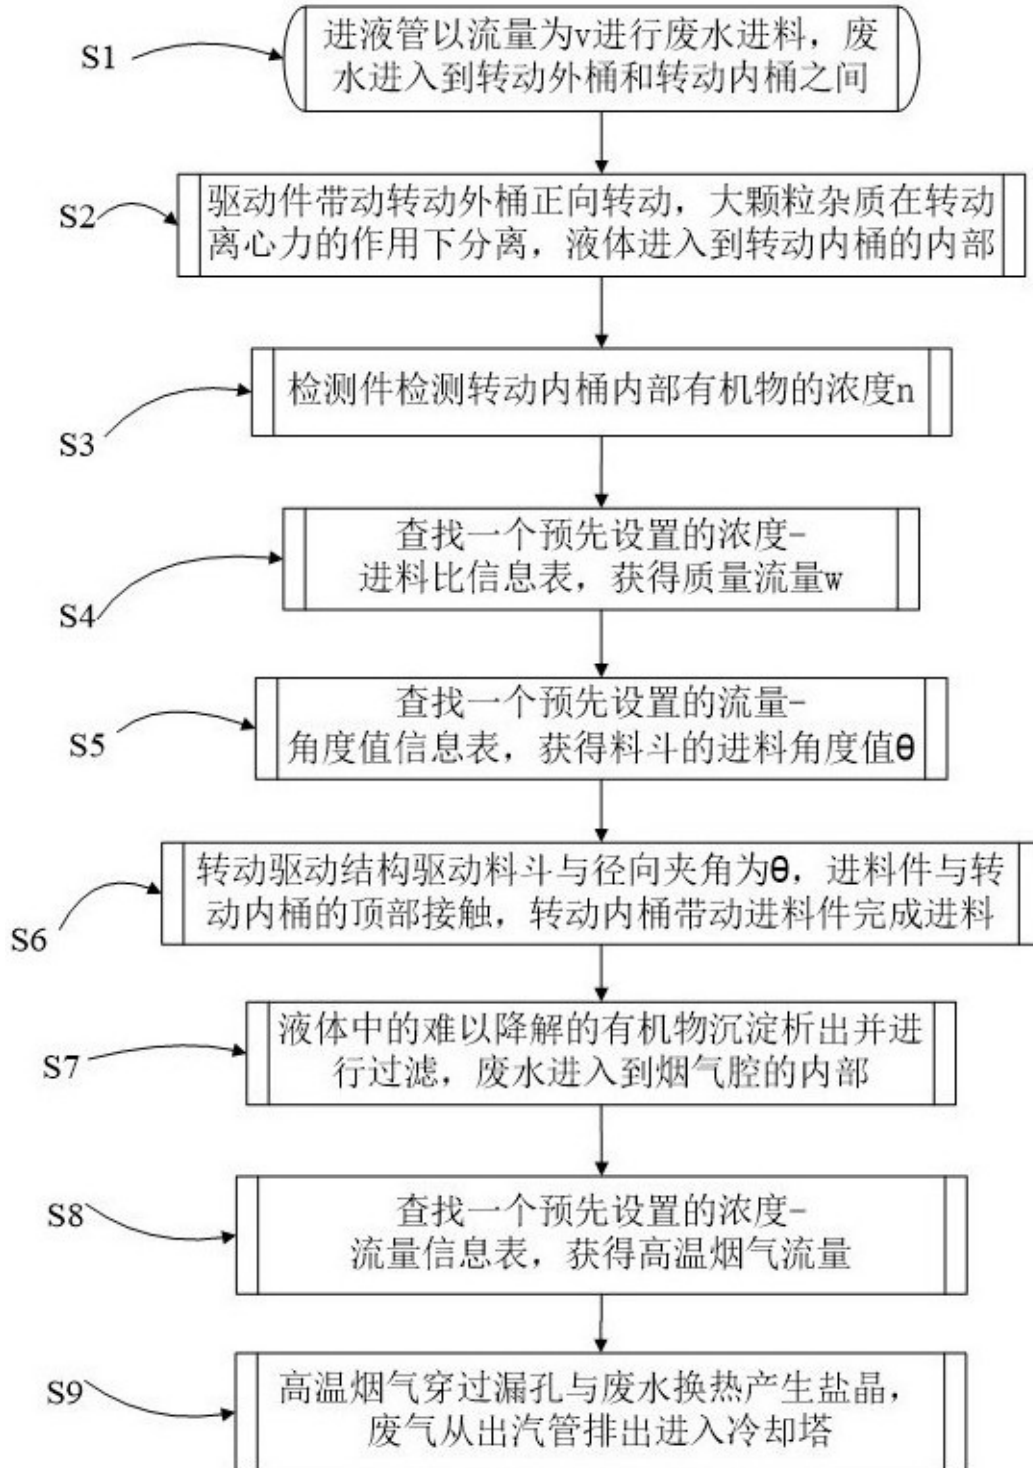 S1
进液管以流量为v进行废水进料，废
水进入到转动外桶和转动内桶之间
S2
驱动件带动转动外桶正向转动，大颗粒杂质在转动
离心力的作用下分离，液体进入到转动内桶的内部
S3
检测件检测转动内桶内部有机物的浓度n
S4
查找一个预先设置的浓度-
进料比信息表，获得质量流量w
S5
查找一个预先设置的流量-
角度值信息表，获得料斗的进料角度值θ
S6
转动驱动结构驱动料斗与径向夹角为θ，进料件与转
动内桶的顶部接触，转动内桶带动进料件完成进料
S7
液体中的难以降解的有机物沉淀析出并进
行过滤，废水进入到烟气腔的内部
S8
查找一个预先设置的浓度-
流量信息表，获得高温烟气流量
S9
高温烟气穿过漏孔与废水换热产生盐晶，
废气从出汽管排出进入冷却塔